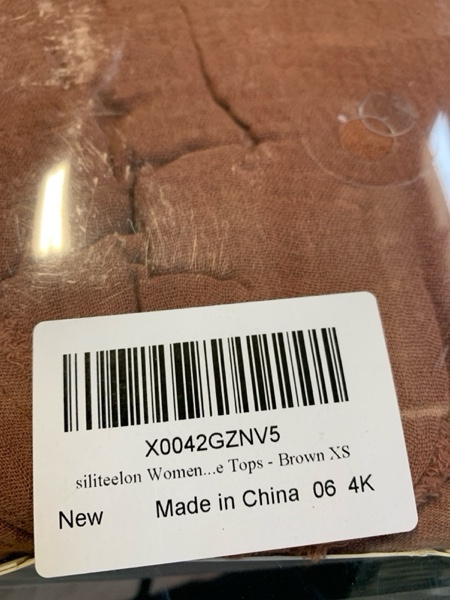 X0042GZNV5
siliteelon Women...e Tops - Brown XS
New Made in China 06 4K